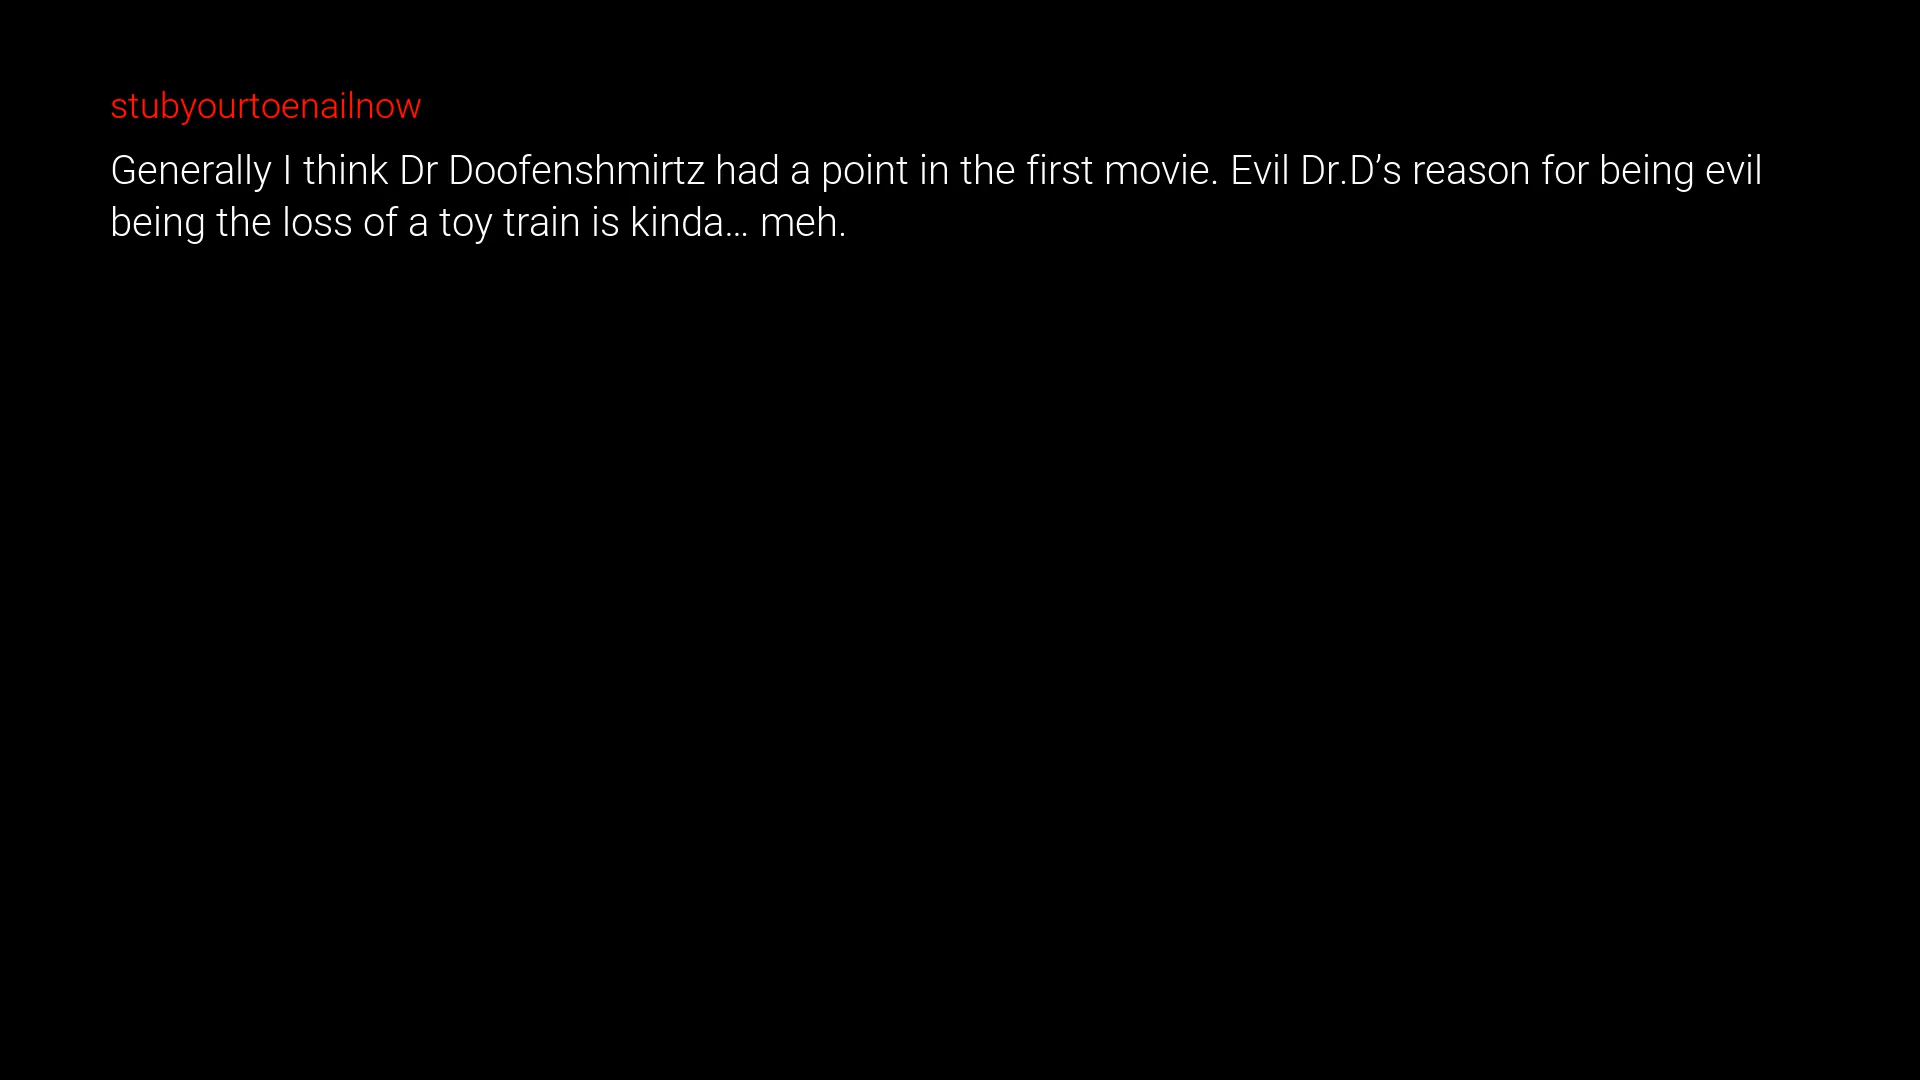 stubyourtoenailnow
Generally I think Dr Doofenshmirtz had a point in the first movie. Evil Dr.D’s reason for being evil
being the loss of a toy train is kinda… meh.